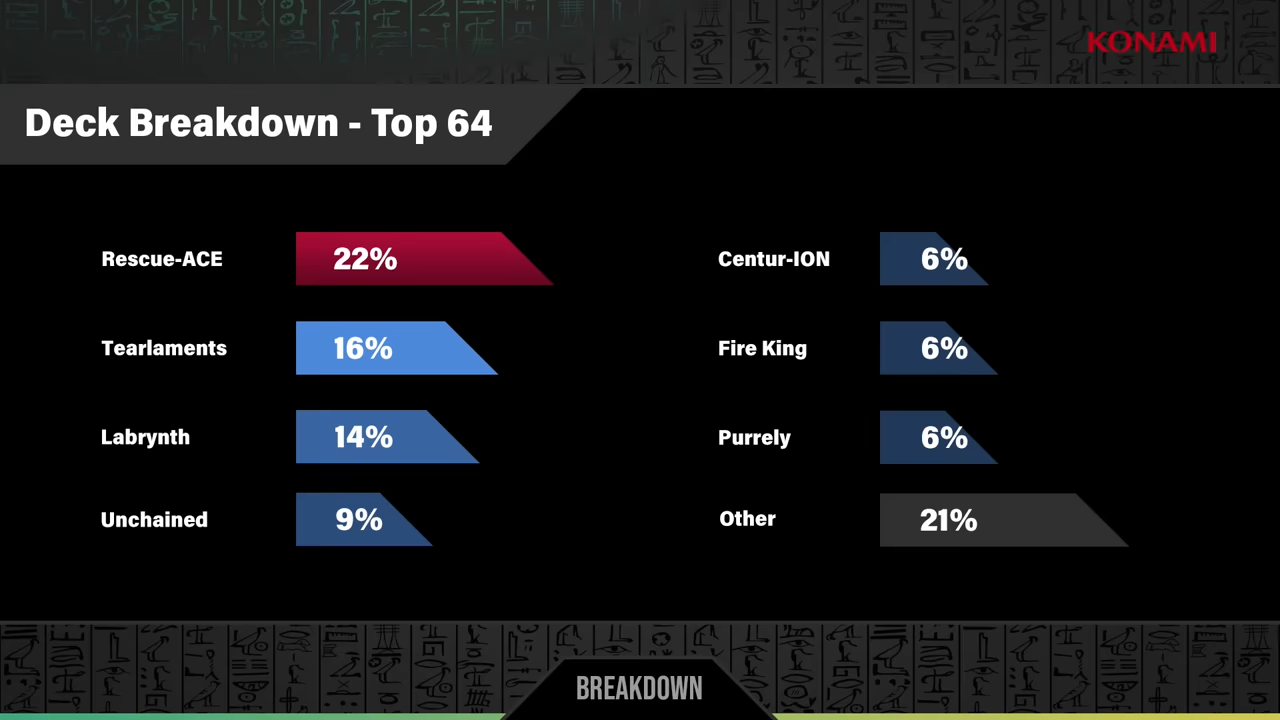 KONAMI
Deck Breakdown - Top 64
Rescue-ACE 22%
Tearlaments 16%
Labrynth 14%
Unchained 9%
Centur-ION 6%
Fire King 6%
Purrely 6%
Other 21%
BREAKDOWN